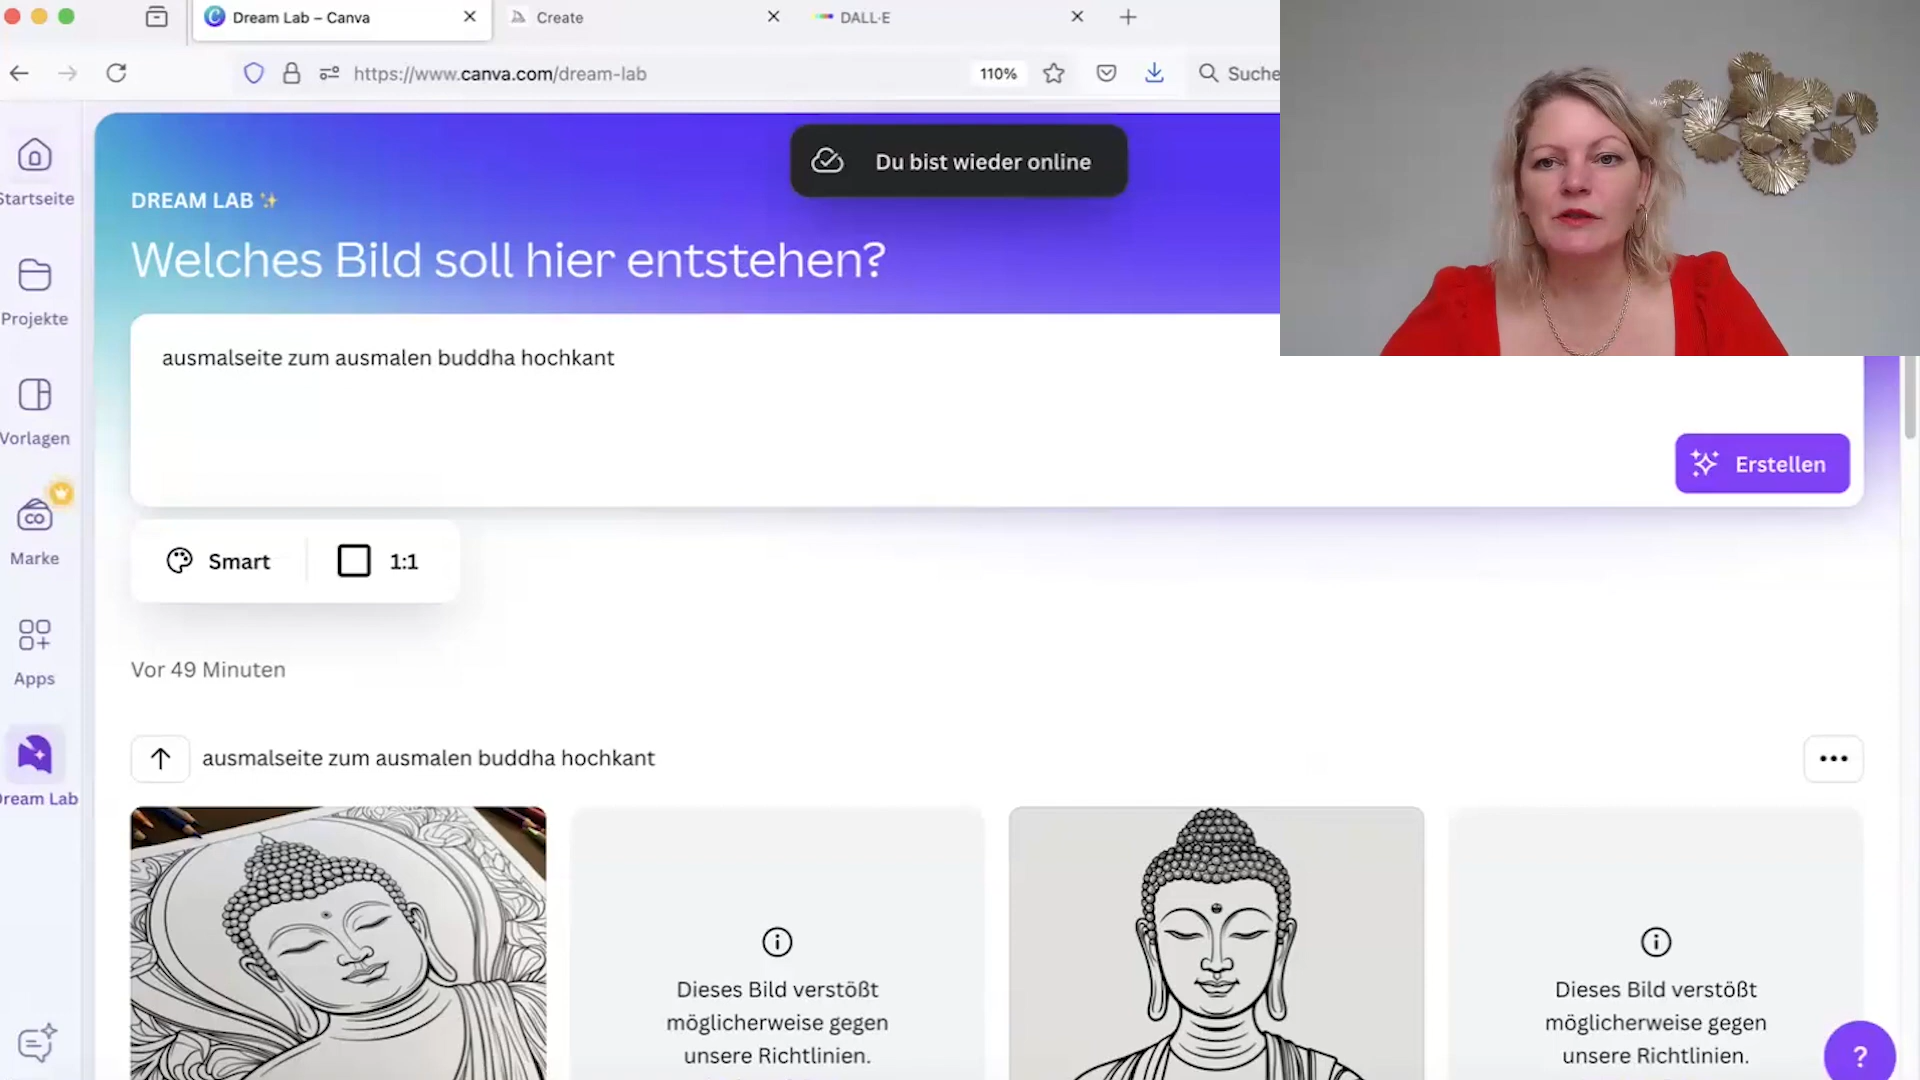 Dream Lab – Canva
Create
DALL·E
https://www.canva.com/dream-lab
110%
Suche
Startseite
Projekte
Vorlagen
CO
Marke
Apps
Dream Lab
DREAM LAB
Du bist wieder online
Welches Bild soll hier entstehen?
ausmalseite zum ausmalen buddha hochkant
Erstellen
Smart
1:1
Vor 49 Minuten
ausmalseite zum ausmalen buddha hochkant
Dieses Bild verstößt
möglicherweise gegen
unsere Richtlinien.
Dieses Bild verstößt
möglicherweise gegen
unsere Richtlinien.
?